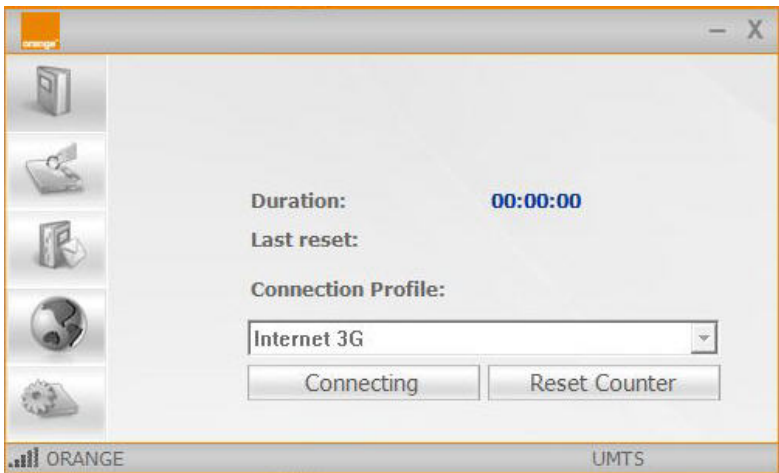 orange
— X
Duration: 00:00:00
Last reset:
Connection Profile:
Internet 3G
Connecting Reset Counter
ORANGE UMTS